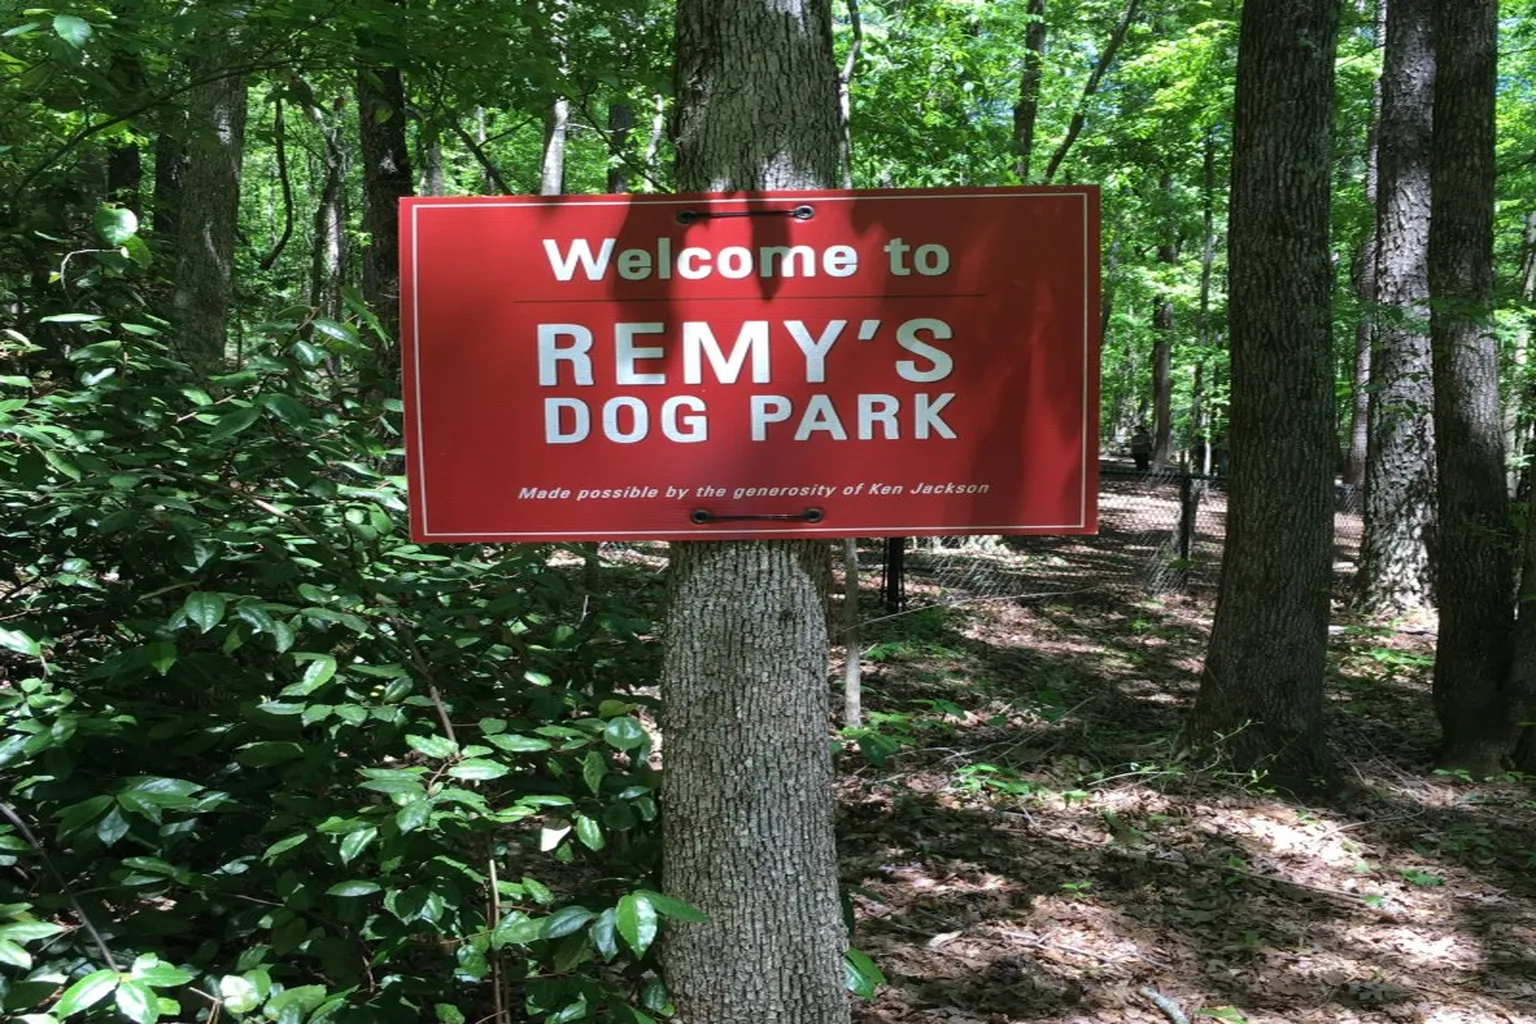 Welcome to
REMY'S
DOG PARK
Made possible by the generosity of Ken Jackson